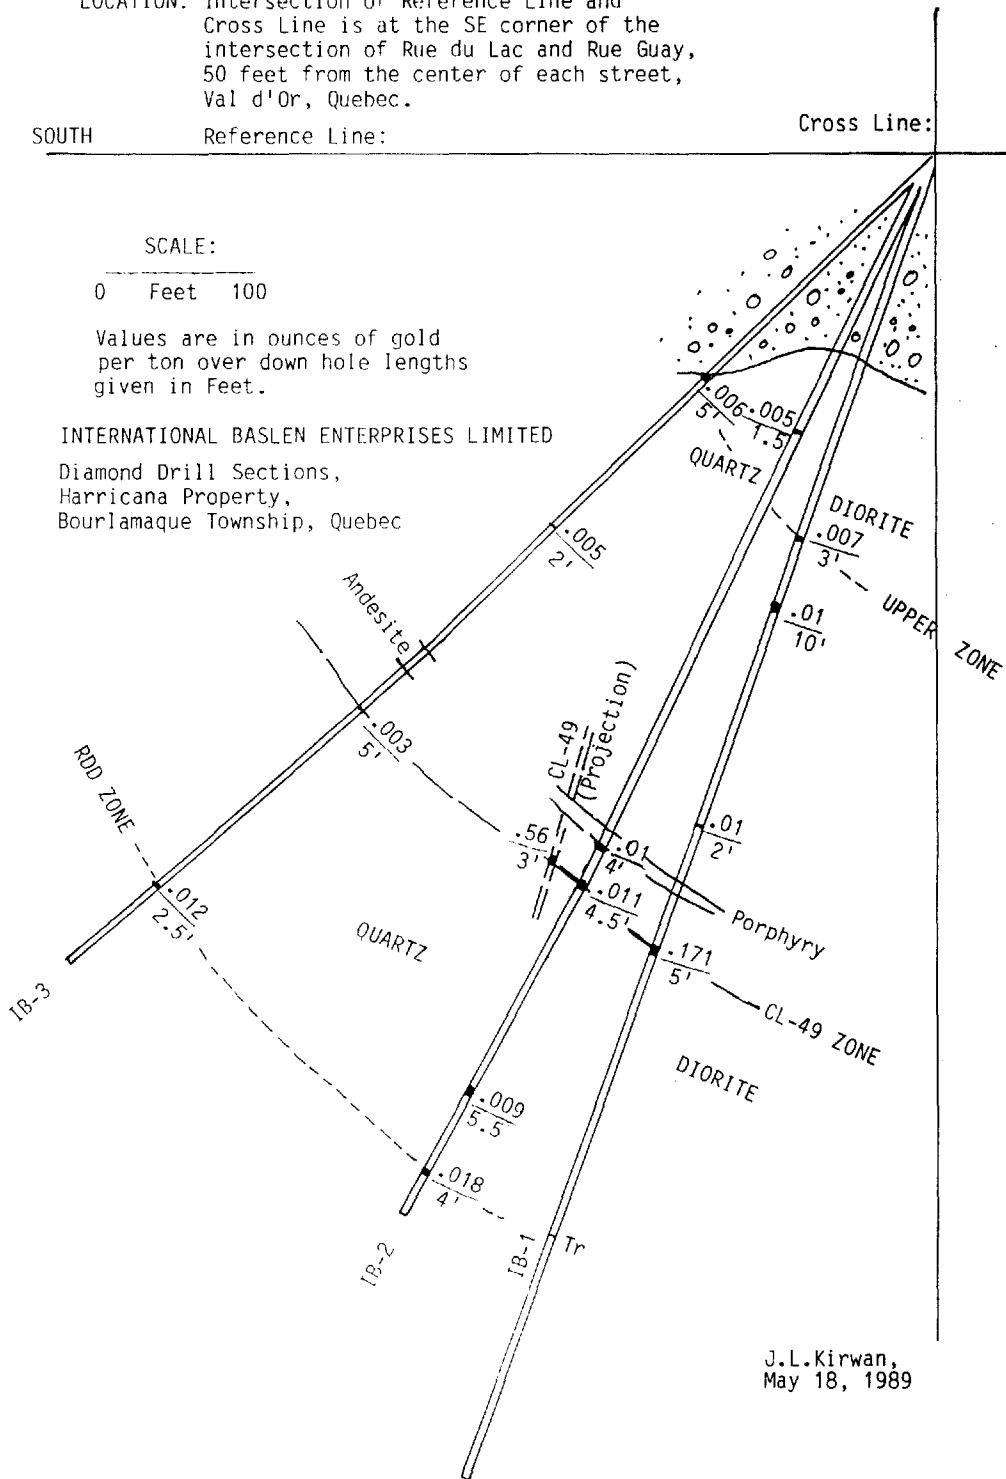 LOCATION: Intersection of Reference Line and
Cross Line is at the SE corner of the
intersection of Rue du Lac and Rue Guay,
50 feet from the center of each street,
Val d'Or, Quebec.
Cross Line:
SOUTH Reference Line:
SCALE:
0 Feet 100
Values are in ounces of gold
per ton over down hole lengths
given in Feet.
INTERNATIONAL BASLEN ENTERPRISES LIMITED
Diamond Drill Sections,
Harricana Property,
Bourlamaque Township, Quebec
.006
5'
.005
1.5
QUARTZ
DIORITE
.007
3'
UPPER ZONE
.01
10'
.005
2'
Andesite
.003
5'
CL-49
(Projection)
RDD ZONE
.01
2'
.56
3'
.01
4'
.011
4.5'
Porphyry
.012
2.5'
QUARTZ
.171
5'
CL-49 ZONE
IB-3
DIORITE
.009
5.5
.018
4'
IB-2
IB-1
Tr
J.L.Kirwan,
May 18, 1989